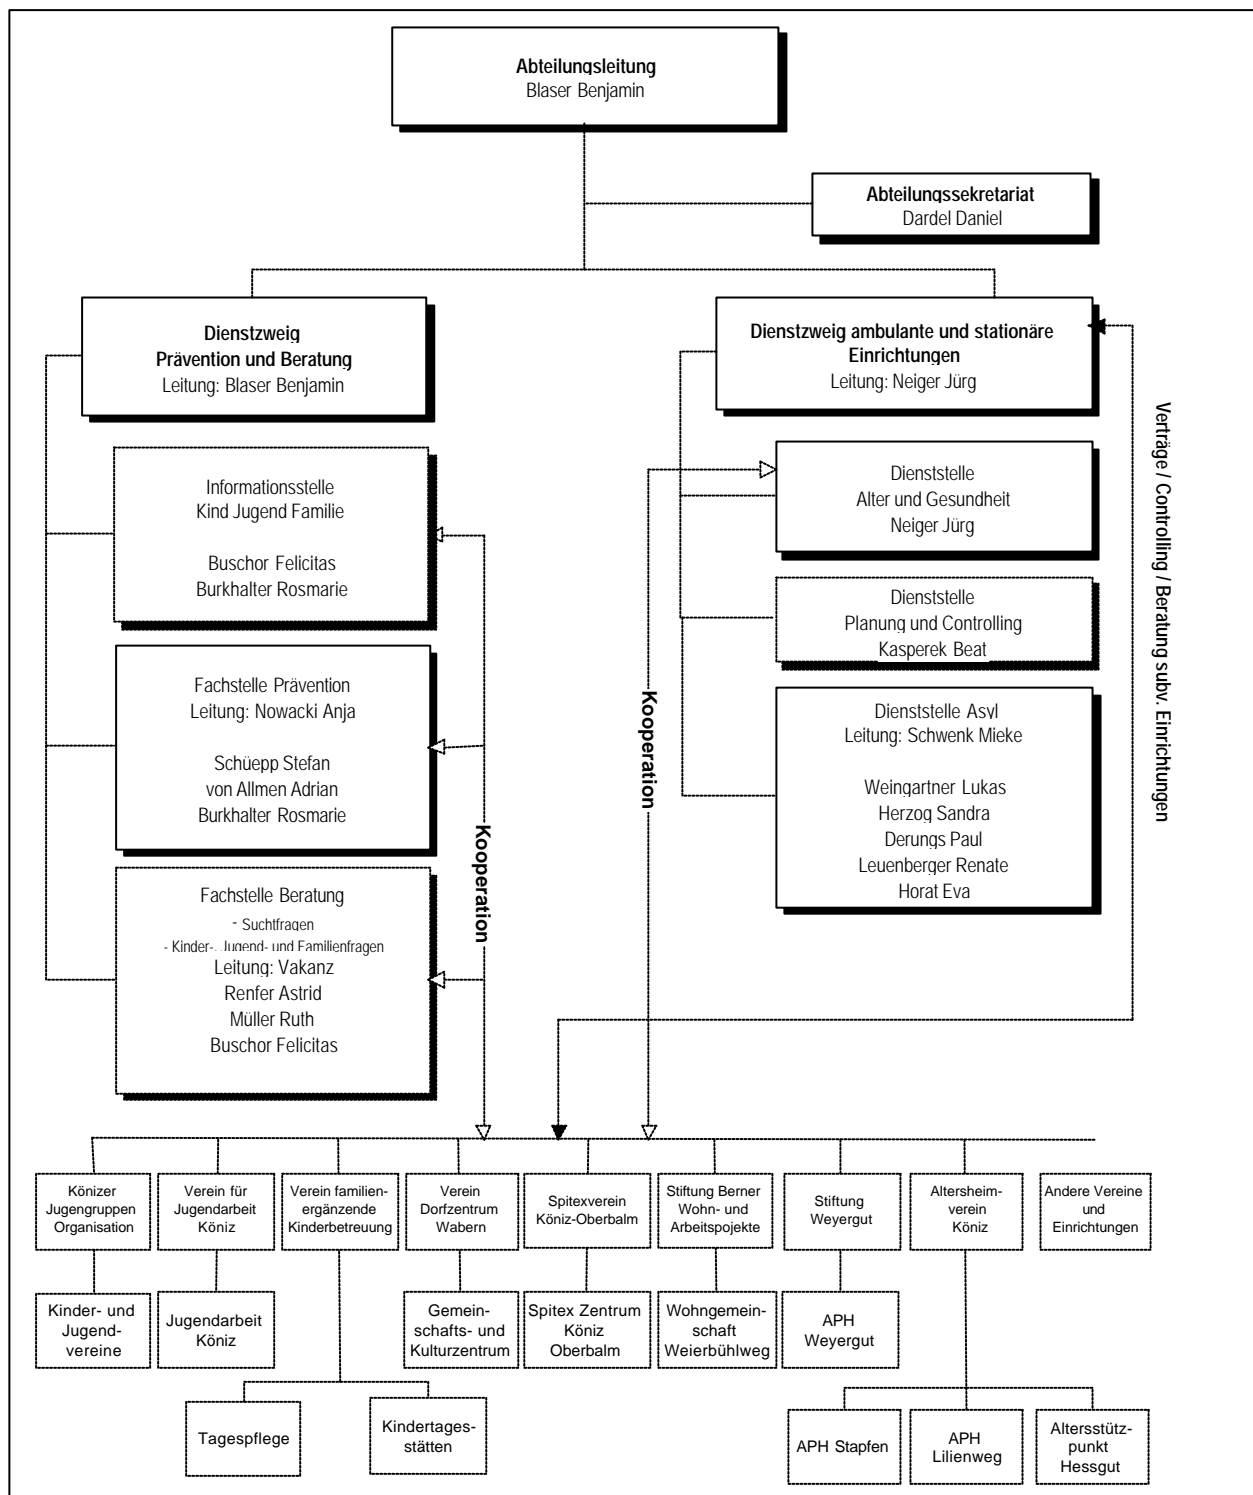 Abteilungsleitung
Blaser Benjamin
Abteilungssekretariat
Dardel Daniel
Dienstzweig
Prävention und Beratung
Leitung: Blaser Benjamin
Dienstzweig ambulante und stationäre
Einrichtungen
Leitung: Neiger Jürg
Informationsstelle
Kind Jugend Familie
Buschor Felicitas
Burkhalter Rosmarie
Fachstelle Prävention
Leitung: Nowacki Anja
Schüepp Stefan
von Allmen Adrian
Burkhalter Rosmarie
Fachstelle Beratung
- Suchtfragen
- Kinder-, Jugend- und Familienfragen
Leitung: Vakanz
Renfer Astrid
Müller Ruth
Buschor Felicitas
Kooperation
Kooperation
Dienststelle
Alter und Gesundheit
Neiger Jürg
Dienststelle
Planung und Controlling
Kasperek Beat
Dienststelle Asyl
Leitung: Schwenk Mieke
Weingartner Lukas
Herzog Sandra
Derungs Paul
Leuenberger Renate
Horat Eva
Verträge / Controlling / Beratung subv. Einrichtungen
Könizer
Jugengruppen
Organisation
Verein für
Jugendarbeit
Köniz
Verein familien-
ergänzende
Kinderbetreuung
Verein
Dorfzentrum
Wabern
Spitexverein
Köniz-Oberbalm
Stiftung Berner
Wohn- und
Arbeitspojekte
Stiftung
Weyergut
Altersheim-
verein
Köniz
Andere Vereine
und
Einrichtungen
Kinder- und
Jugend-
vereine
Jugendarbeit
Köniz
Gemein-
schafts- und
Kulturzentrum
Spitex Zentrum
Köniz
Oberbalm
Wohngemein-
schaft
Weierbühlweg
APH
Weyergut
Tagespflege
Kindertages-
stätten
APH Stapfen
APH
Lilienweg
Altersstütz-
punkt
Hessgut